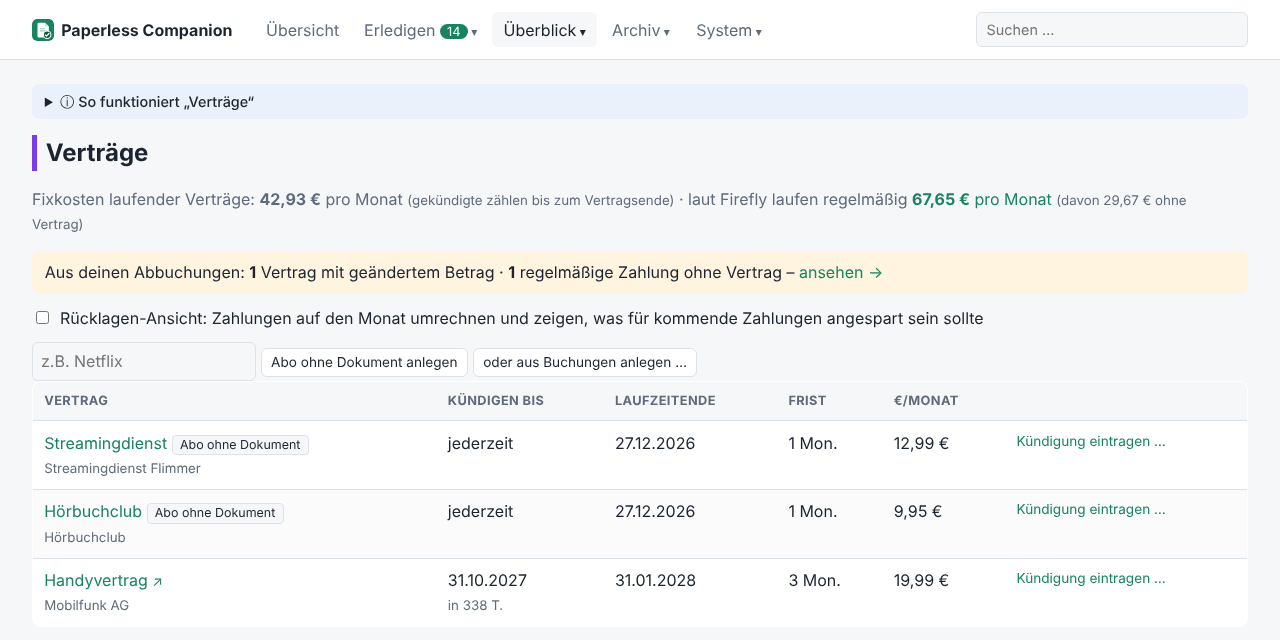 Paperless Companion Übersicht Erledigen 14 ▾ Überblick ▾ Archiv ▾ System ▾ Suchen ...
▶ ⓘ So funktioniert „Verträge“
Verträge
Fixkosten laufender Verträge: 42,93 € pro Monat (gekündigte zählen bis zum Vertragsende) · laut Firefly laufen regelmäßig 67,65 € pro Monat (davon 29,67 € ohne
Vertrag)
Aus deinen Abbuchungen: 1 Vertrag mit geändertem Betrag · 1 regelmäßige Zahlung ohne Vertrag – ansehen →
Rücklagen-Ansicht: Zahlungen auf den Monat umrechnen und zeigen, was für kommende Zahlungen angespart sein sollte
z.B. Netflix Abo ohne Dokument anlegen oder aus Buchungen anlegen ...
VERTRAG KÜNDIGEN BIS LAUFZEITENDE FRIST €/MONAT
Streamingdienst Abo ohne Dokument jederzeit 27.12.2026 1 Mon. 12,99 € Kündigung eintragen ...
Streamingdienst Flimmer
Hörbuchclub Abo ohne Dokument jederzeit 27.12.2026 1 Mon. 9,95 € Kündigung eintragen ...
Hörbuchclub
Handyvertrag ↗ 31.10.2027 31.01.2028 3 Mon. 19,99 € Kündigung eintragen ...
Mobilfunk AG in 338 T.